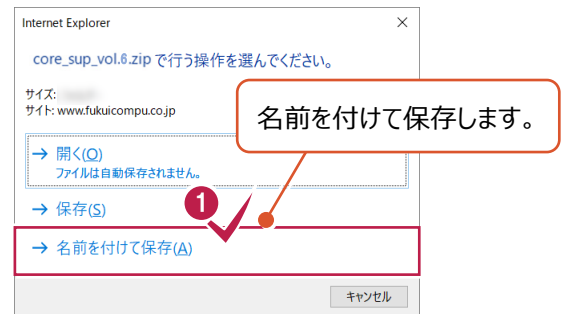 Internet Explorer
core_sup_vol.6.zip で行う操作を選んでください。
サイズ:
サイト: www.fukuicompu.co.jp
名前を付けて保存します。
→ 開く(O)
ファイルは自動保存されません。
→ 保存(S)
1
→ 名前を付けて保存(A)
キャンセル